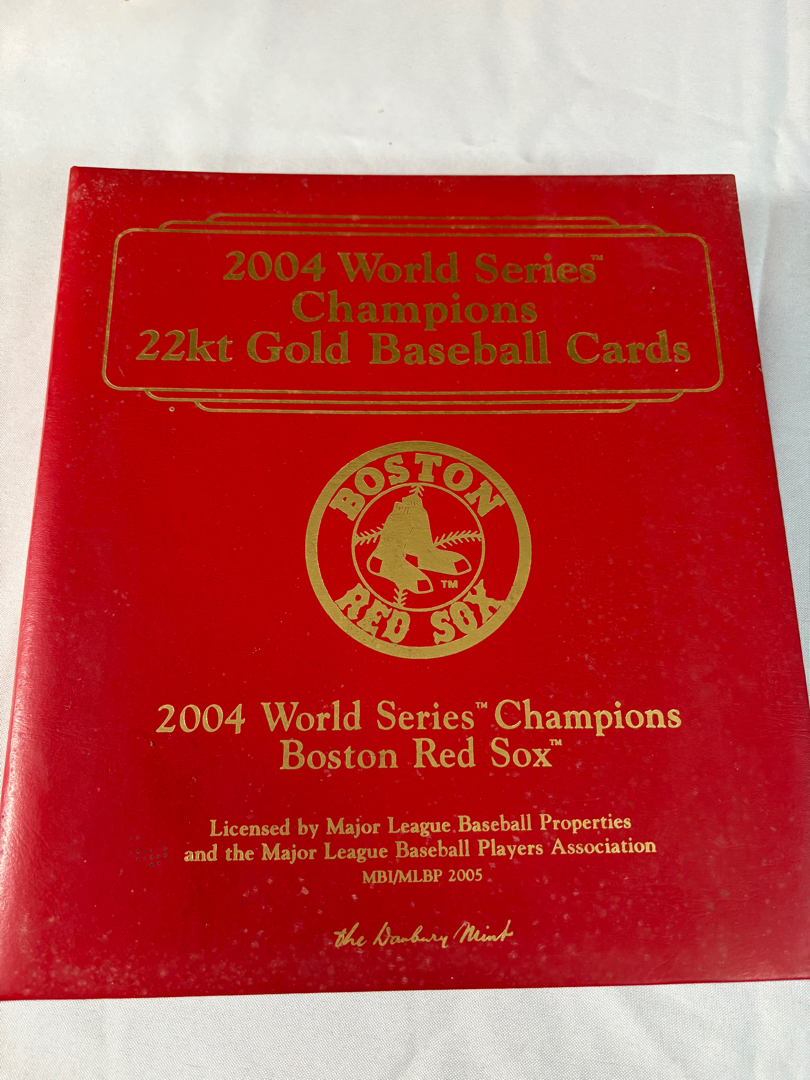 2004 World Series™
Champions
22kt Gold Baseball Cards
BOSTON
RED SOX
TM
2004 World Series™ Champions
Boston Red Sox™
Licensed by Major League Baseball Properties
and the Major League Baseball Players Association
MBI/MLBP 2005
the Danbury Mint